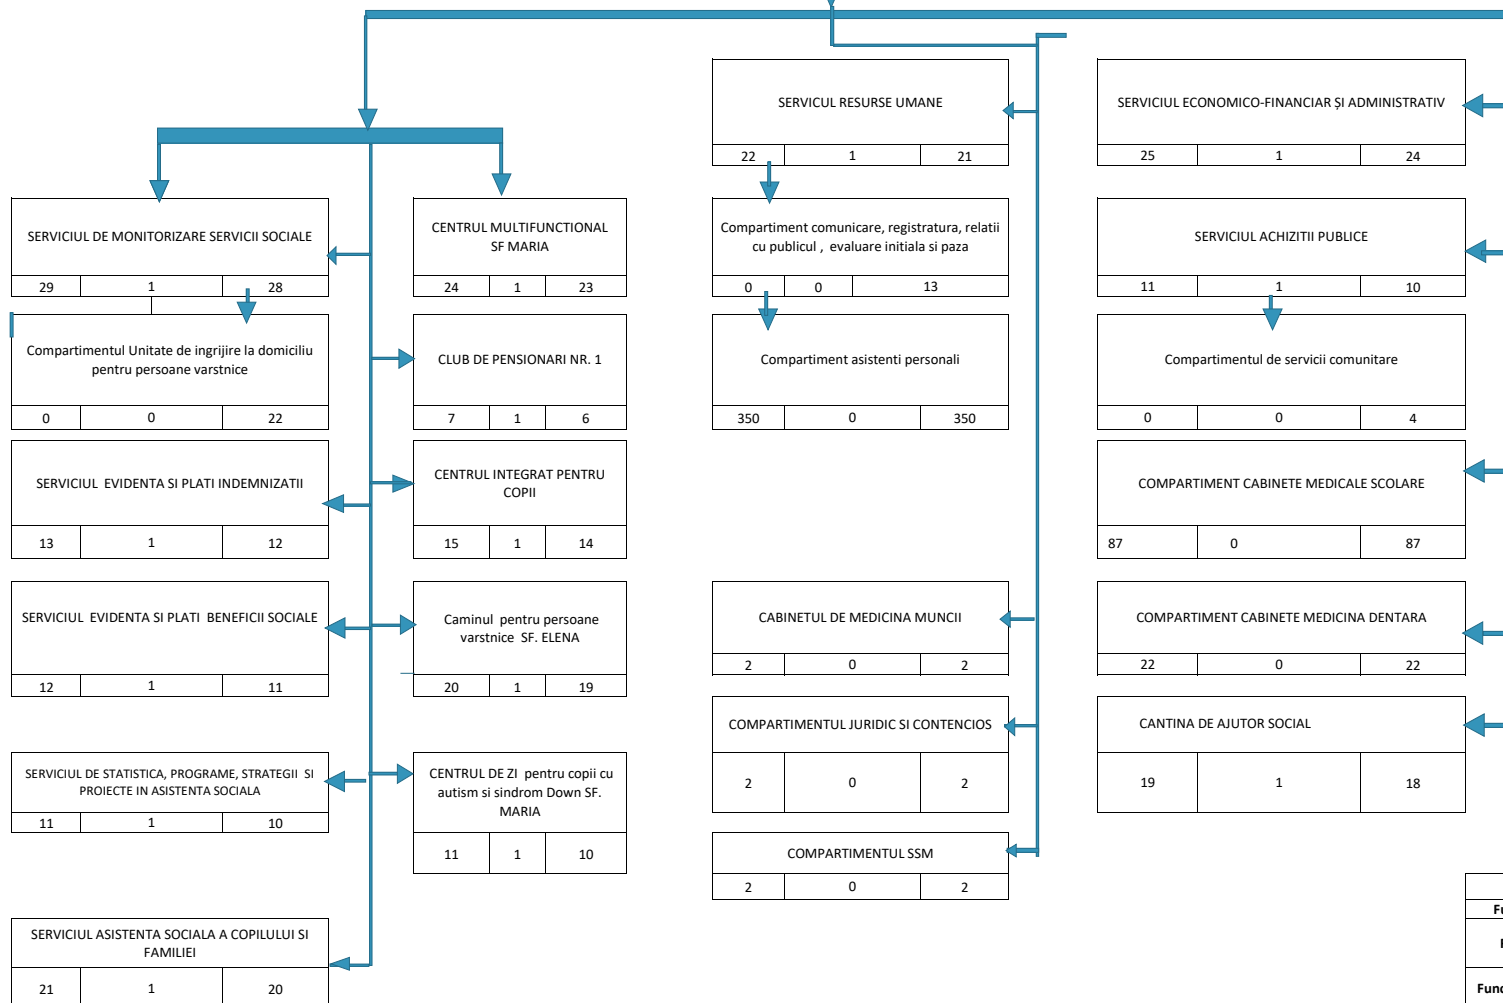 SERVICUL RESURSE UMANE
22 1 21
SERVICIUL ECONOMICO-FINANCIAR ȘI ADMINISTRATIV
25 1 24
SERVICIUL DE MONITORIZARE SERVICII SOCIALE
29 1 28
CENTRUL MULTIFUNCTIONAL
SF MARIA
24 1 23
Compartiment comunicare, registratura, relatii
cu publicul , evaluare initiala si paza
0 0 13
SERVICIUL ACHIZITII PUBLICE
11 1 10
Compartimentul Unitate de ingrijire la domiciliu
pentru persoane varstnice
0 0 22
CLUB DE PENSIONARI NR. 1
7 1 6
Compartiment asistenti personali
350 0 350
Compartimentul de servicii comunitare
0 0 4
SERVICIUL EVIDENTA SI PLATI INDEMNIZATII
13 1 12
CENTRUL INTEGRAT PENTRU
COPII
15 1 14
COMPARTIMENT CABINETE MEDICALE SCOLARE
87 0 87
SERVICIUL EVIDENTA SI PLATI BENEFICII SOCIALE
12 1 11
Caminul pentru persoane
varstnice SF. ELENA
20 1 19
CABINETUL DE MEDICINA MUNCII
2 0 2
COMPARTIMENT CABINETE MEDICINA DENTARA
22 0 22
SERVICIUL DE STATISTICA, PROGRAME, STRATEGII SI
PROIECTE IN ASISTENTA SOCIALA
11 1 10
CENTRUL DE ZI pentru copii cu
autism si sindrom Down SF.
MARIA
11 1 10
COMPARTIMENTUL JURIDIC SI CONTENCIOS
2 0 2
CANTINA DE AJUTOR SOCIAL
19 1 18
COMPARTIMENTUL SSM
2 0 2
SERVICIUL ASISTENTA SOCIALA A COPILULUI SI
FAMILIEI
21 1 20